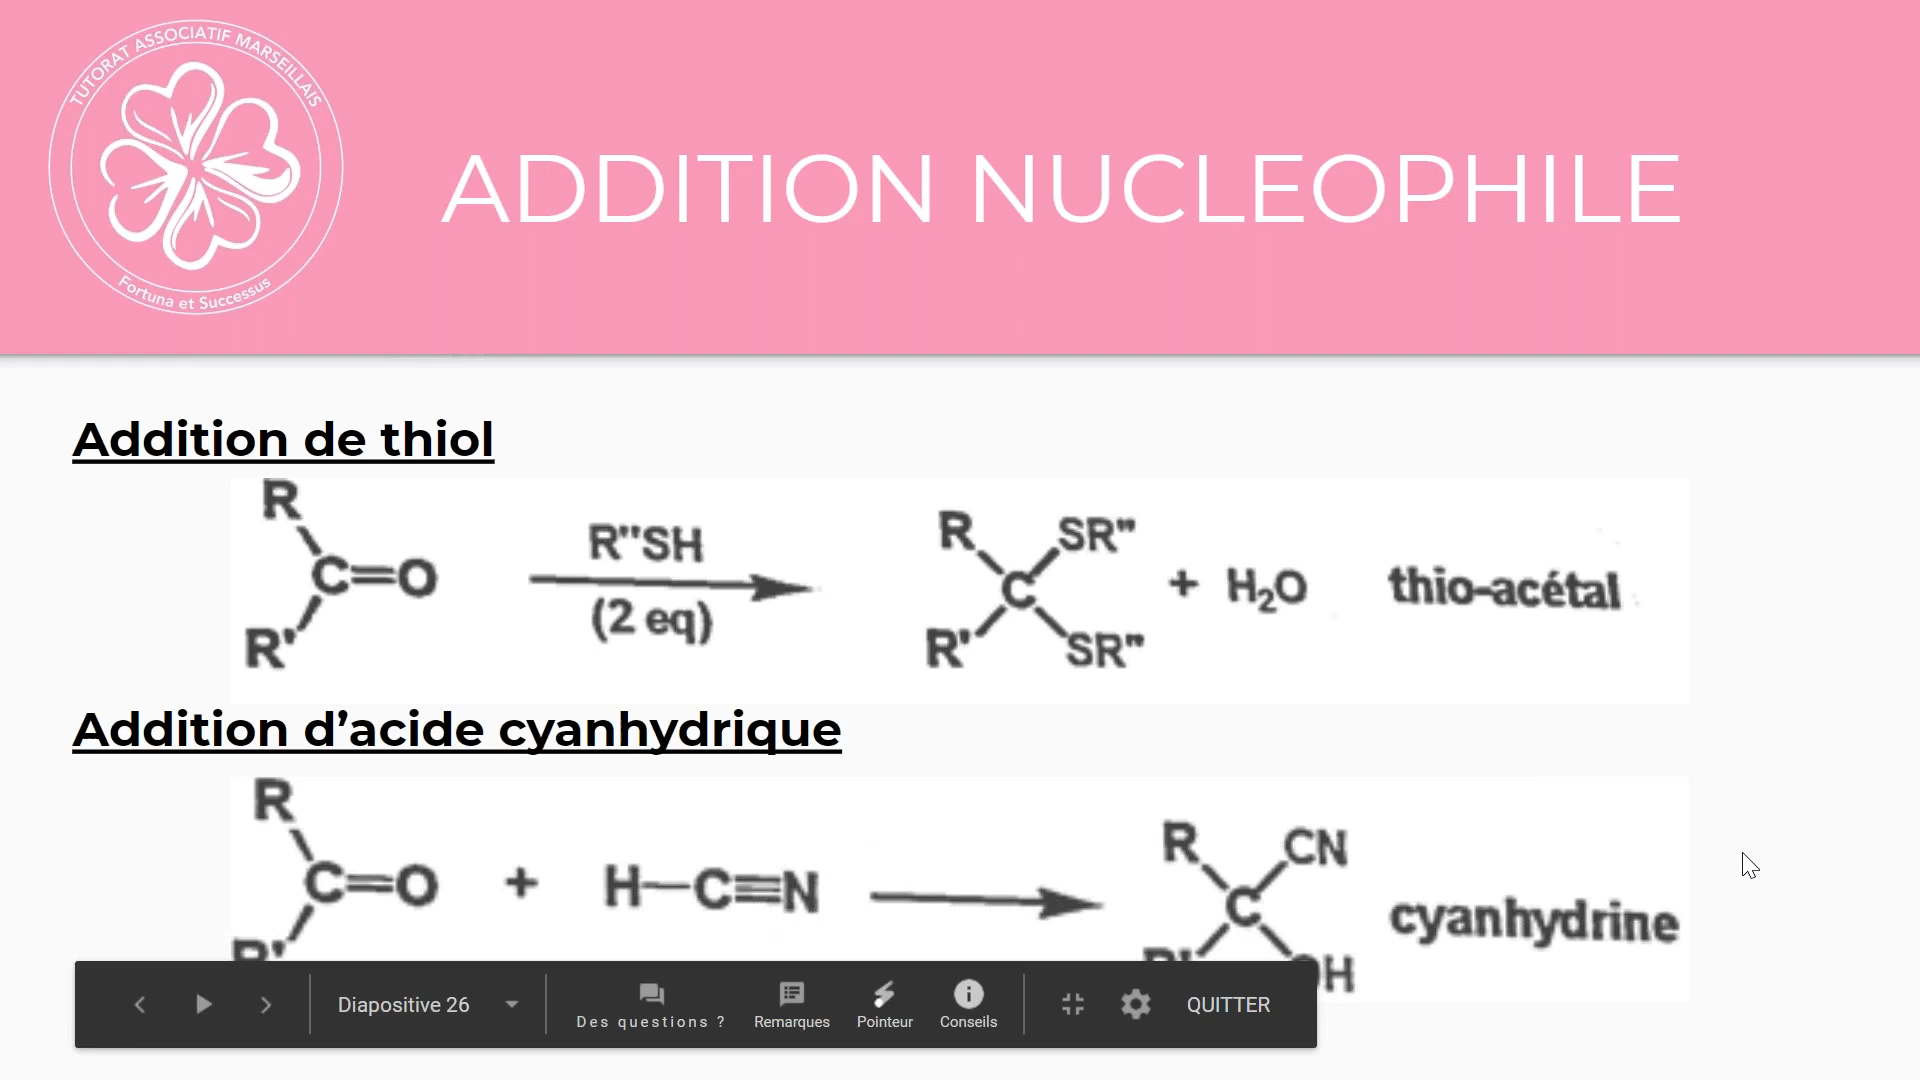 TUTORAT ASSOCIATIF MARSEILLAIS
Fortuna et Successus
ADDITION NUCLEOPHILE
Addition de thiol
R
R'
C=O
R''SH
(2 eq)
R
SR"
C
R'
SR"
+ H₂O
thio-acétal
Addition d’acide cyanhydrique
R
C=O
R'
+
H-C≡N
R
CN
C
R'
OH
cyanhydrine
Diapositive 26
Des questions ?
Remarques
Pointeur
Conseils
QUITTER